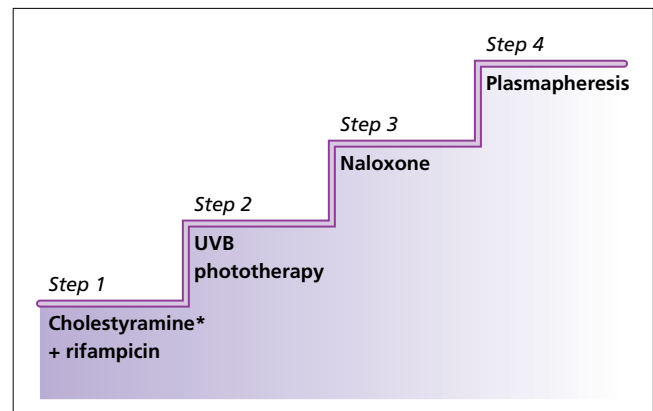 Step 4
Plasmapheresis
Step 3
Naloxone
Step 2
UVB
phototherapy
Step 1
Cholestyramine*
+ rifampicin